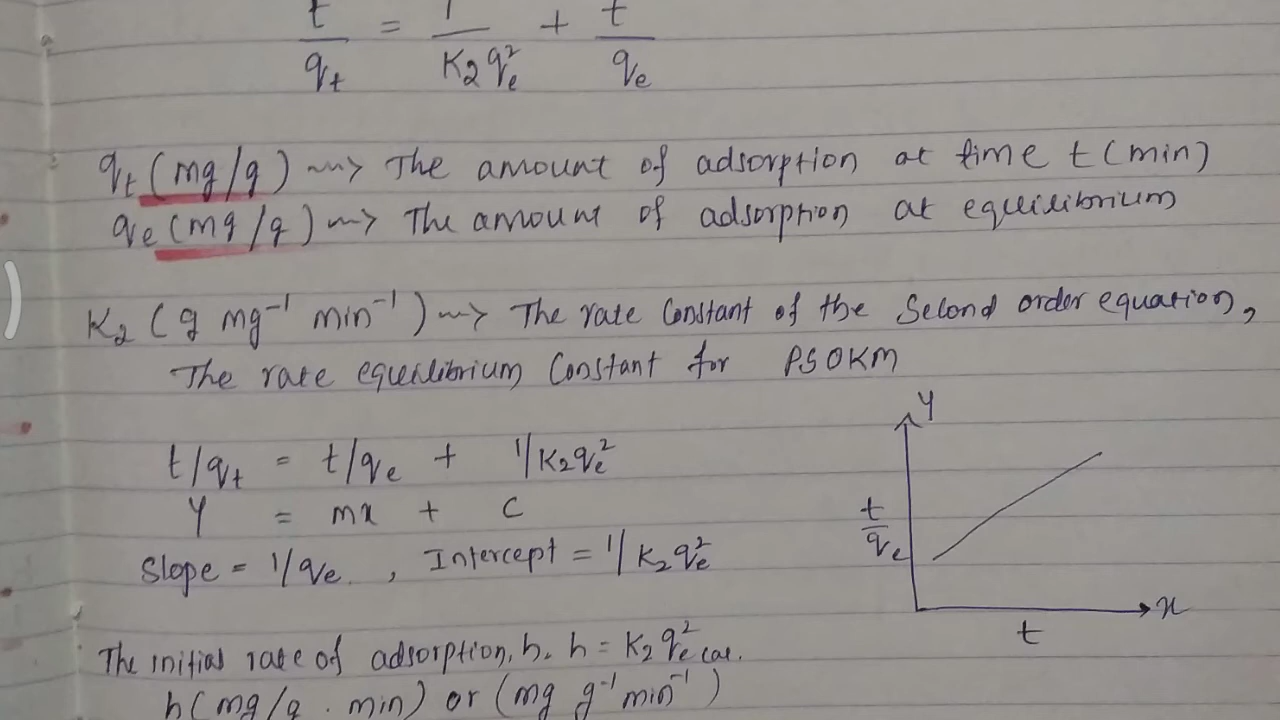 t/qt = 1/K2qe² + t/qe
qt (mg/g) ~~> The amount of adsorption at time t (min)
qe (mg/g) ~~> The amount of adsorption at equilibrium
K2 (g mg⁻¹ min⁻¹) ~~> The rate Constant of the Second order equation,
The rate equilibrium Constant for PSOKM
t/qt = t/qe + 1/K2qe²
y = mx + c
Slope = 1/qe. , Intercept = 1/K2qe²
y
t/qe
x
t
The initial rate of adsorption, h. h = K2qe² cal.
h (mg/g . min) or (mg g⁻¹ min⁻¹)